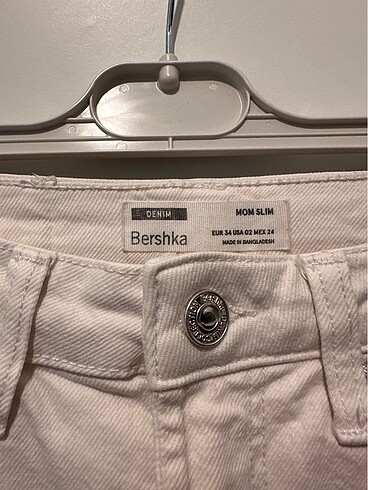 DENIM
MOM SLIM
Bershka
EUR 34 USA 02 MEX 24
MADE IN BANGLADESH